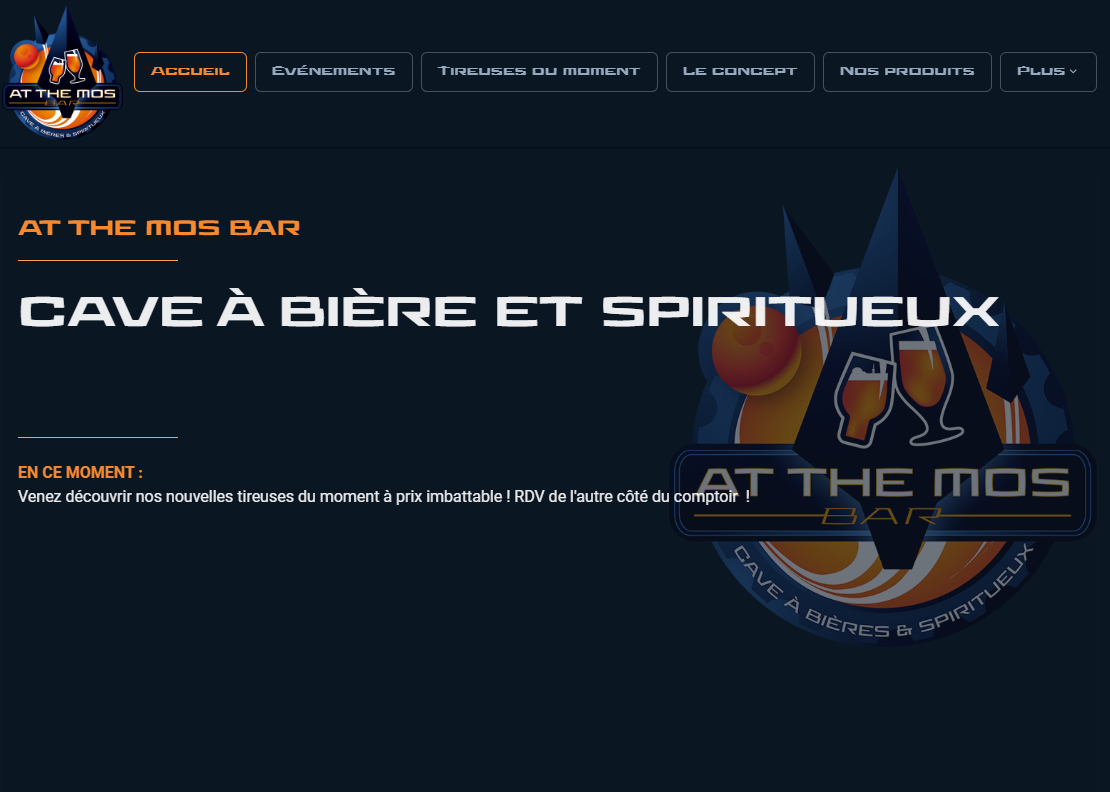 AT THE MOS
BAR
CAVE À BIÈRES & SPIRITUEUX
Accueil
Événements
Tireuses du moment
Le concept
Nos produits
Plus
AT THE MOS BAR
CAVE À BIÈRE ET SPIRITUEUX
EN CE MOMENT :
Venez découvrir nos nouvelles tireuses du moment à prix imbattable ! RDV de l'autre côté du comptoir !
AT THE MOS
BAR
CAVE À BIÈRES & SPIRITUEUX